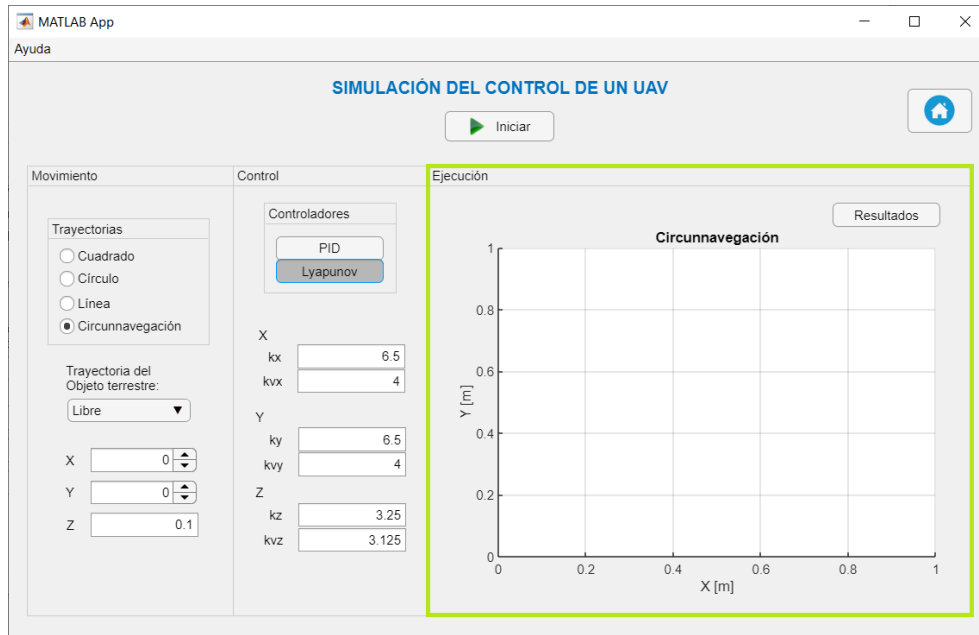 MATLAB App
Ayuda
SIMULACIÓN DEL CONTROL DE UN UAV
Iniciar
Movimiento
Trayectorias
Cuadrado
Círculo
Línea
Circunnavegación
Trayectoria del
Objeto terrestre:
Libre
X 0
Y 0
Z 0.1
Control
Controladores
PID
Lyapunov
X
kx 6.5
kvx 4
Y
ky 6.5
kvy 4
Z
kz 3.25
kvz 3.125
Ejecución
Resultados
Circunnavegación
1
0.8
0.6
0.4
0.2
0
Y [m]
0 0.2 0.4 0.6 0.8 1
X [m]